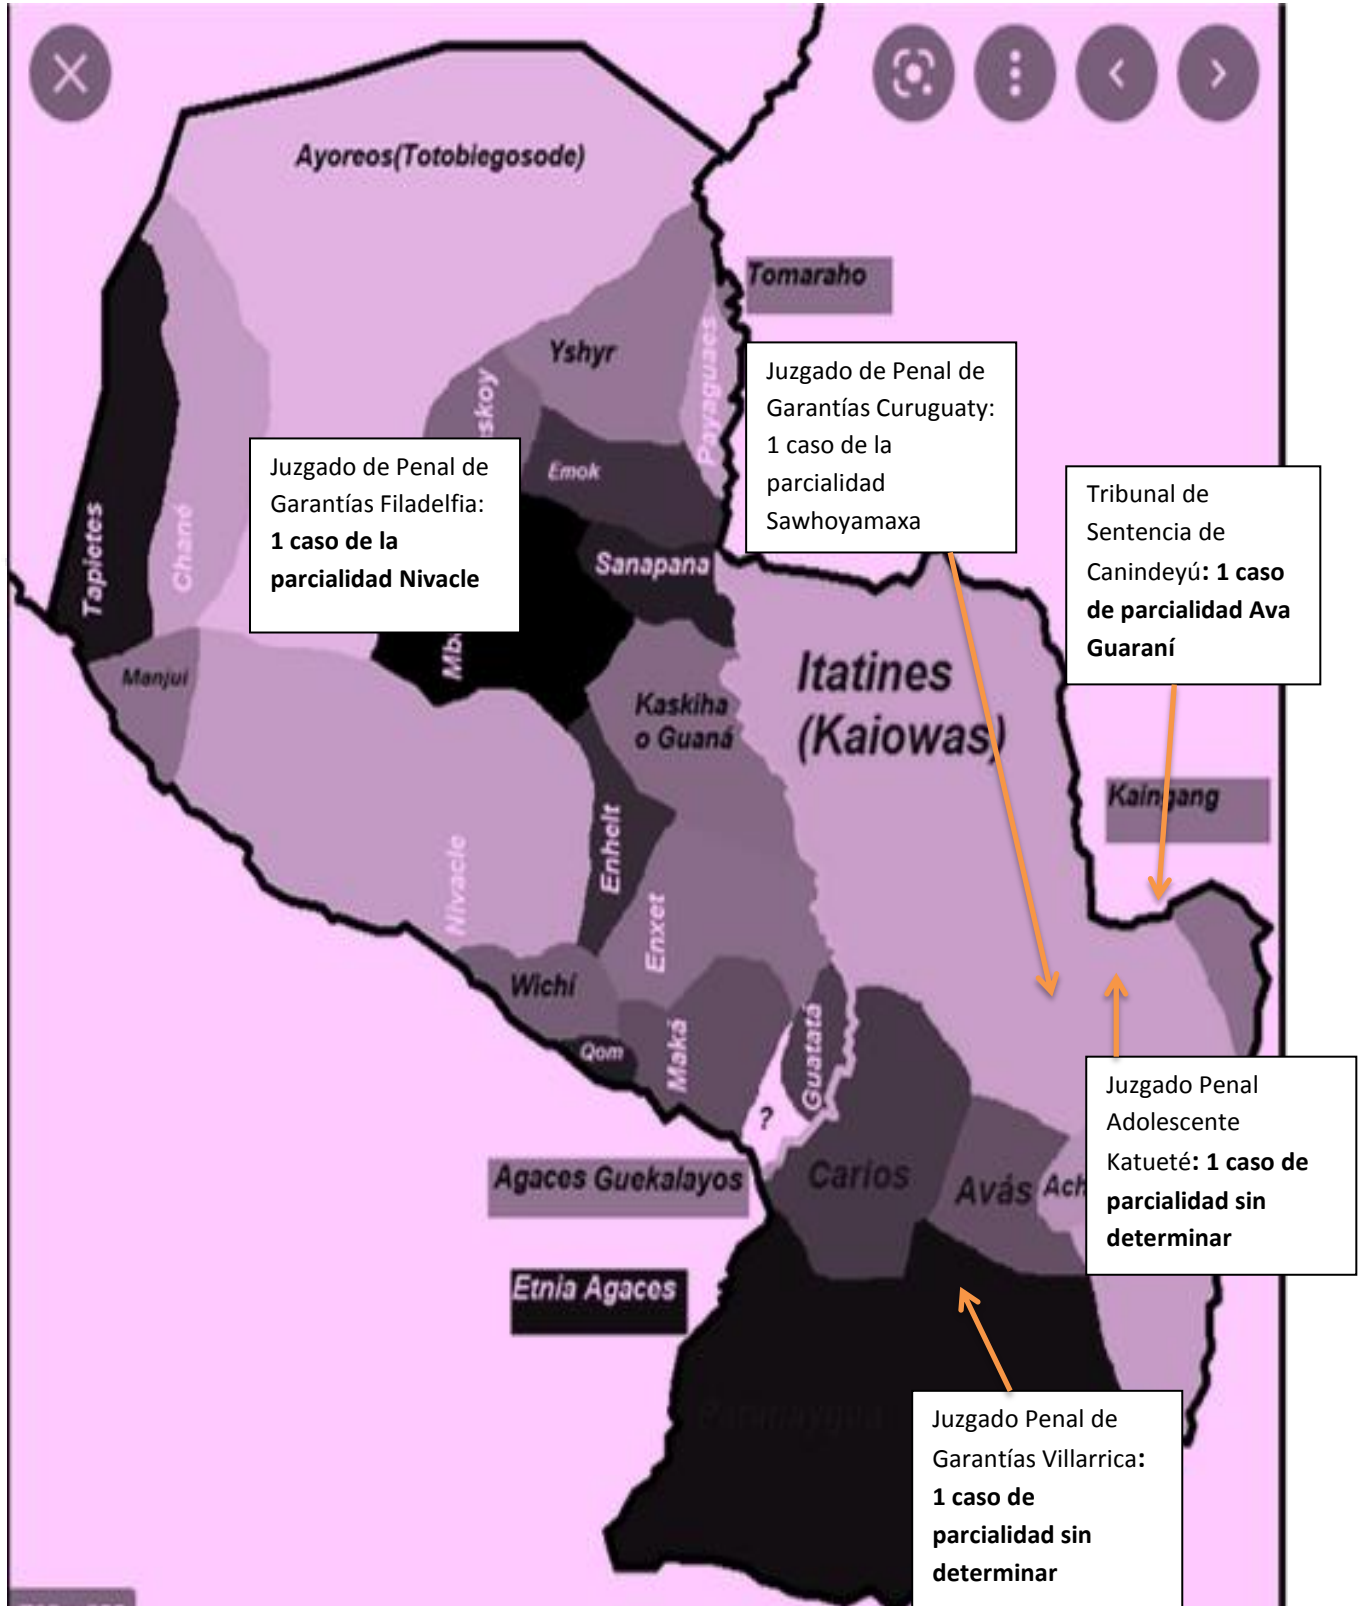 Ayoreos(Totobiegosode)
Tomaraho
Yshyr
Payaguaes
Juzgado de Penal de
Garantías Curuguaty:
1 caso de la
parcialidad
Sawhoyamaxa
Juzgado de Penal de
Garantías Filadelfia:
1 caso de la
parcialidad Nivacle
Emok
Tribunal de
Sentencia de
Canindeyú: 1 caso
de parcialidad Ava
Guaraní
Tapietes
Chané
Sanapana
Manjui
Itatines
(Kaiowas)
Kaskiha
o Guaná
Kaingang
Enhelt
Nivacle
Enxet
Wichí
Qom
Maká
Guatatá
?
Juzgado Penal
Adolescente
Katueté: 1 caso de
parcialidad sin
determinar
Agaces Guekalayos
Carios
Avás
Ach
Etnia Agaces
Juzgado Penal de
Garantías Villarrica:
1 caso de
parcialidad sin
determinar